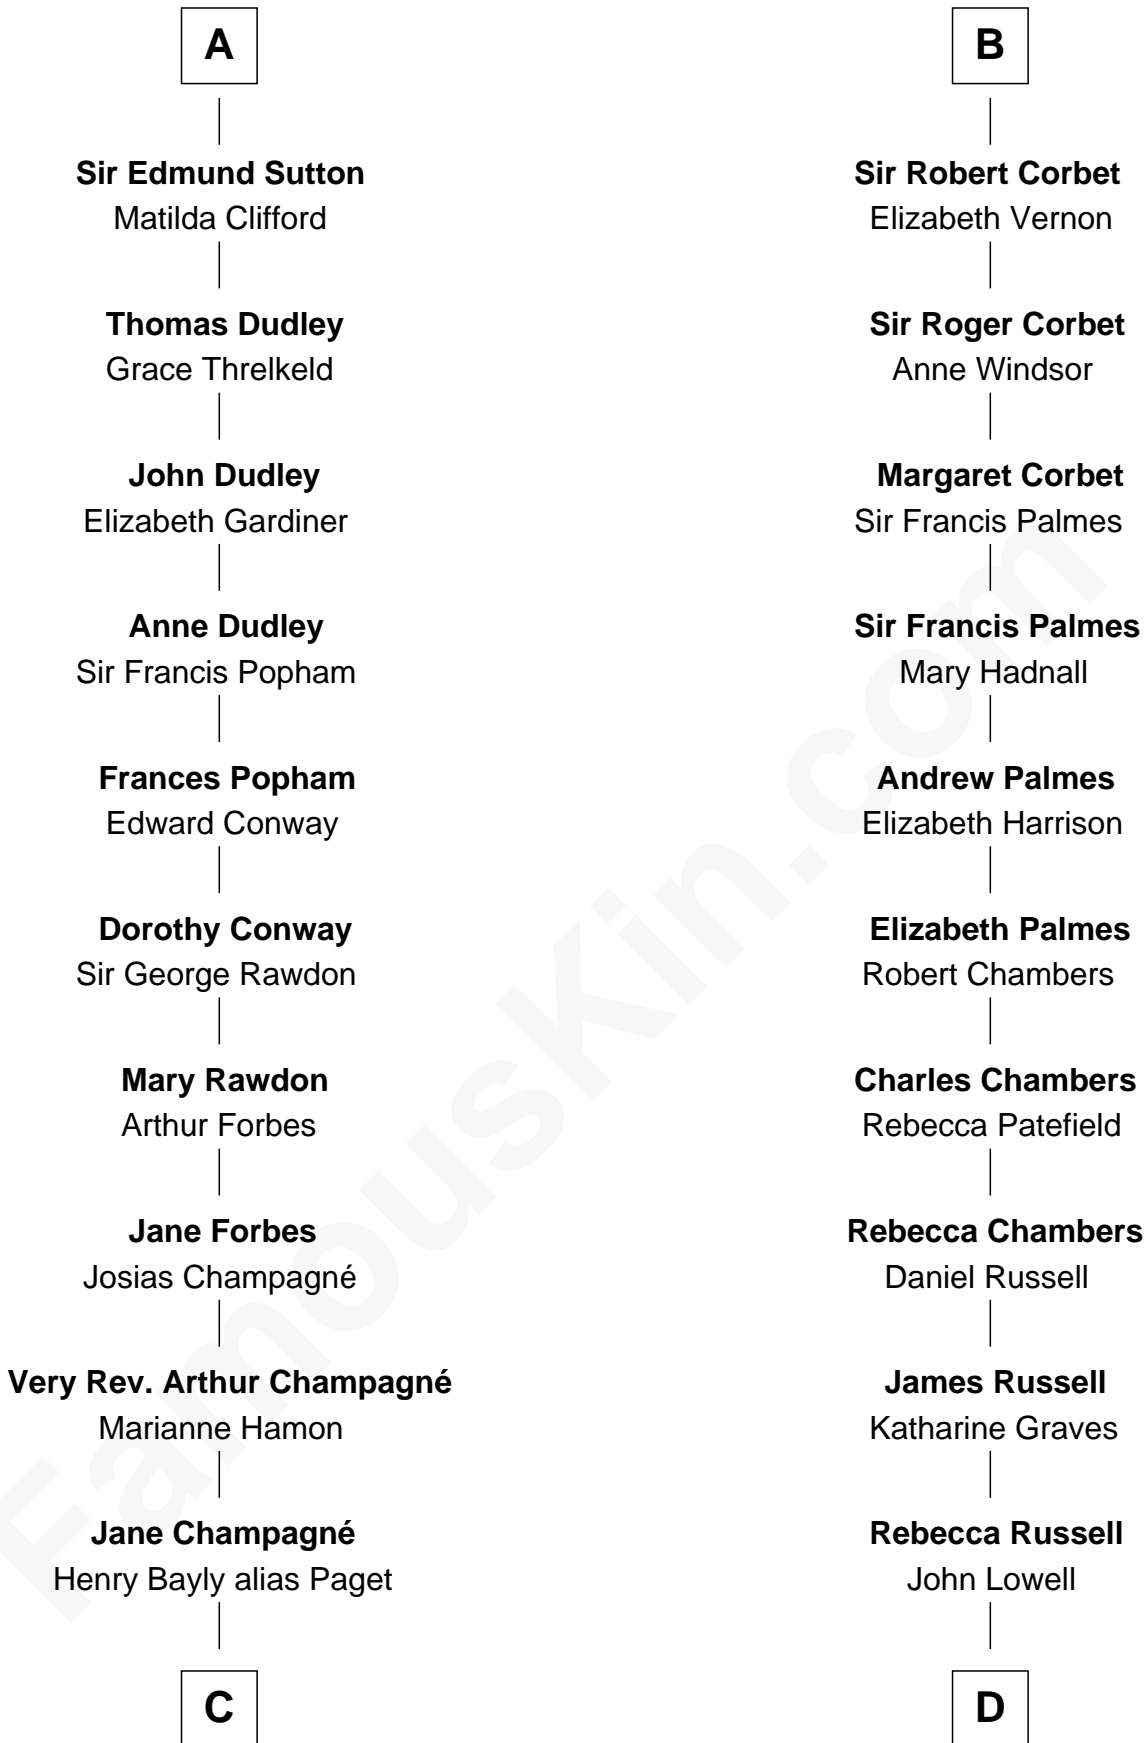 A
Sir Edmund Sutton
Matilda Clifford
Thomas Dudley
Grace Threlkeld
John Dudley
Elizabeth Gardiner
Anne Dudley
Sir Francis Popham
Frances Popham
Edward Conway
Dorothy Conway
Sir George Rawdon
Mary Rawdon
Arthur Forbes
Jane Forbes
Josias Champagné
Very Rev. Arthur Champagné
Marianne Hamon
Jane Champagné
Henry Bayly alias Paget
C
B
Sir Robert Corbet
Elizabeth Vernon
Sir Roger Corbet
Anne Windsor
Margaret Corbet
Sir Francis Palmes
Sir Francis Palmes
Mary Hadnall
Andrew Palmes
Elizabeth Harrison
Elizabeth Palmes
Robert Chambers
Charles Chambers
Rebecca Patefield
Rebecca Chambers
Daniel Russell
James Russell
Katharine Graves
Rebecca Russell
John Lowell
D
FamousKin.com